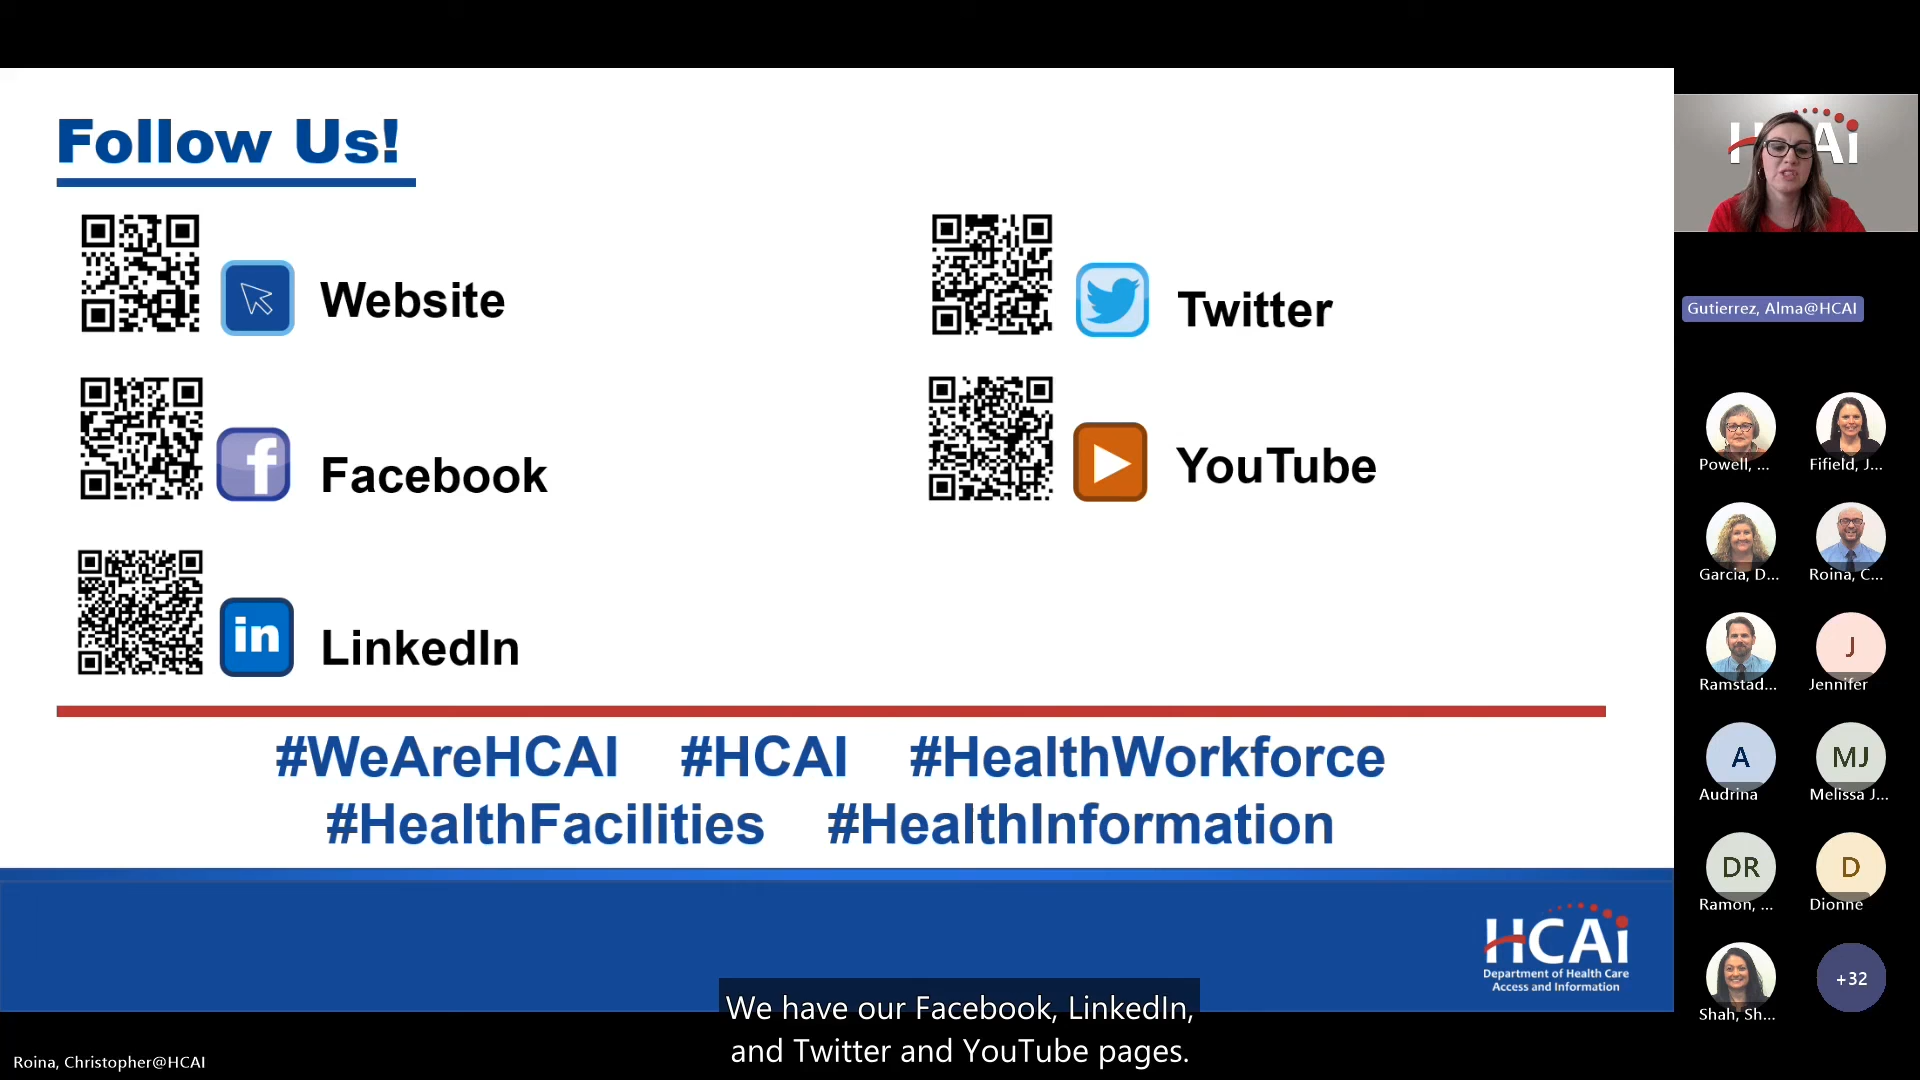 Follow Us!
Website
Twitter
Facebook
YouTube
in
LinkedIn
#WeAreHCAI #HCAI #HealthWorkforce
#HealthFacilities #HealthInformation
HCAi
Department of Health Care
Access and Information
We have our Facebook, LinkedIn,
and Twitter and YouTube pages.
Roina, Christopher@HCAI
HCAi
Gutierrez, Alma@HCAI
Powell, ... Fifield, J...
Garcia, D... Roina, C...
J
Ramstad... Jennifer
A MJ
Audrina Melissa J...
DR D
Ramon, ... Dionne
+32
Shah, Sh...